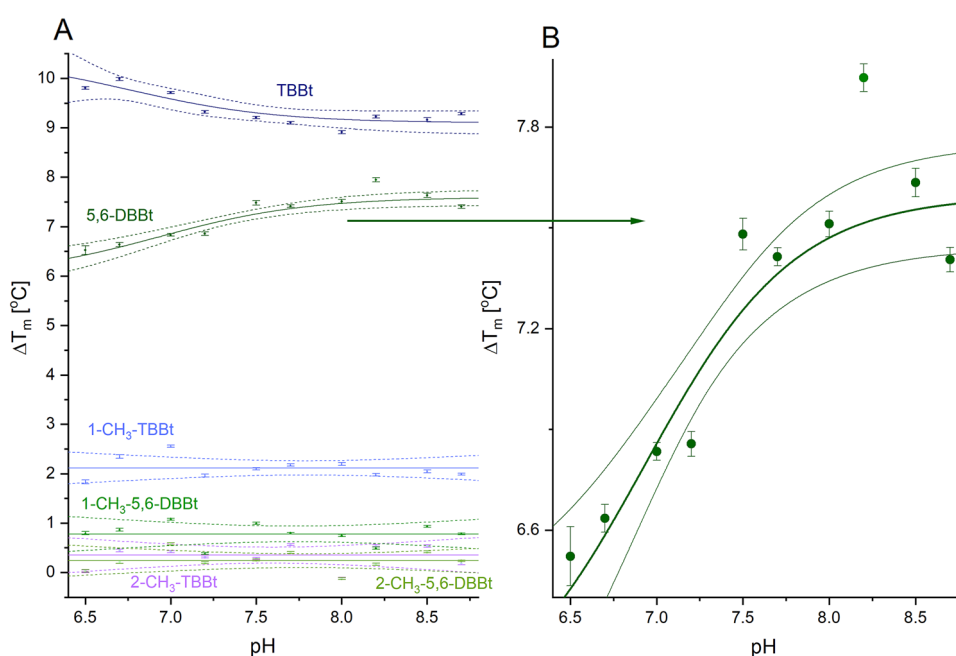 A
10
9
8
7
6
5
4
3
2
1
0
ΔTm [oC]
TBBt
5,6-DBBt
1-CH3-TBBt
1-CH3-5,6-DBBt
2-CH3-TBBt
2-CH3-5,6-DBBt
6.5 7.0 7.5 8.0 8.5
pH
B
7.8
7.2
6.6
ΔTm [oC]
6.5 7.0 7.5 8.0 8.5
pH